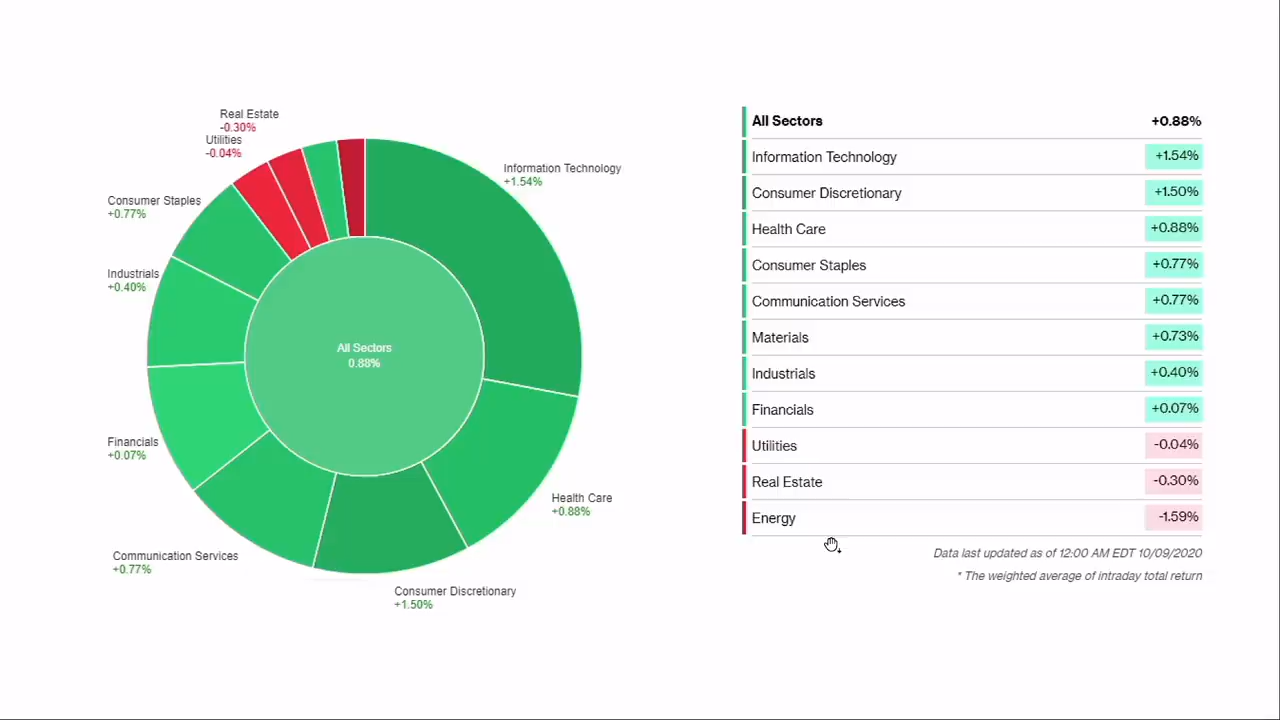 Real Estate
-0.30%
Utilities
-0.04%
Information Technology
+1.54%
Consumer Staples
+0.77%
Industrials
+0.40%
All Sectors
0.88%
Financials
+0.07%
Health Care
+0.88%
Communication Services
+0.77%
Consumer Discretionary
+1.50%
All Sectors +0.88%
Information Technology +1.54%
Consumer Discretionary +1.50%
Health Care +0.88%
Consumer Staples +0.77%
Communication Services +0.77%
Materials +0.73%
Industrials +0.40%
Financials +0.07%
Utilities -0.04%
Real Estate -0.30%
Energy -1.59%
Data last updated as of 12:00 AM EDT 10/09/2020
* The weighted average of intraday total return